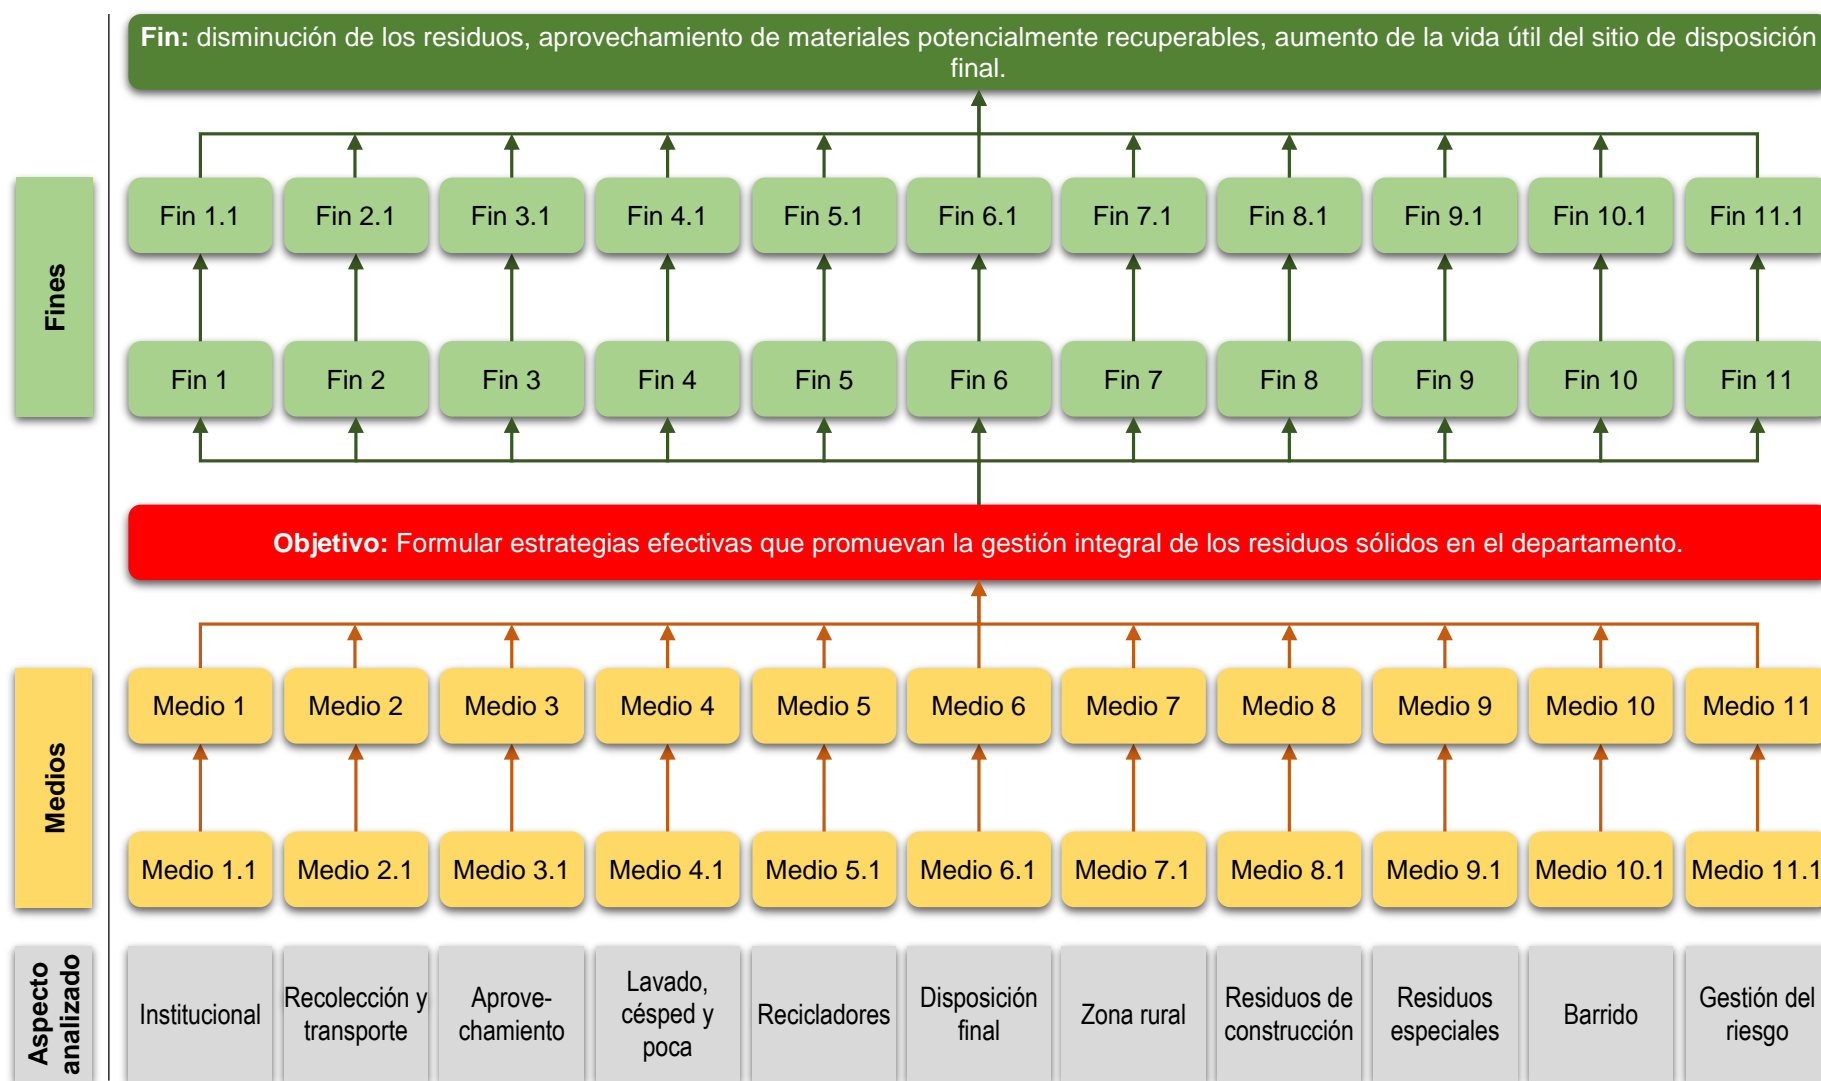 Fin: disminución de los residuos, aprovechamiento de materiales potencialmente recuperables, aumento de la vida útil del sitio de disposición
final.
Fines
Fin 1.1
Fin 2.1
Fin 3.1
Fin 4.1
Fin 5.1
Fin 6.1
Fin 7.1
Fin 8.1
Fin 9.1
Fin 10.1
Fin 11.1
Fin 1
Fin 2
Fin 3
Fin 4
Fin 5
Fin 6
Fin 7
Fin 8
Fin 9
Fin 10
Fin 11
Objetivo: Formular estrategias efectivas que promuevan la gestión integral de los residuos sólidos en el departamento.
Medios
Medio 1
Medio 2
Medio 3
Medio 4
Medio 5
Medio 6
Medio 7
Medio 8
Medio 9
Medio 10
Medio 11
Medio 1.1
Medio 2.1
Medio 3.1
Medio 4.1
Medio 5.1
Medio 6.1
Medio 7.1
Medio 8.1
Medio 9.1
Medio 10.1
Medio 11.1
Aspecto
analizado
Institucional
Recolección y
transporte
Aprove-
chamiento
Lavado,
césped y
poca
Recicladores
Disposición
final
Zona rural
Residuos de
construcción
Residuos
especiales
Barrido
Gestión del
riesgo